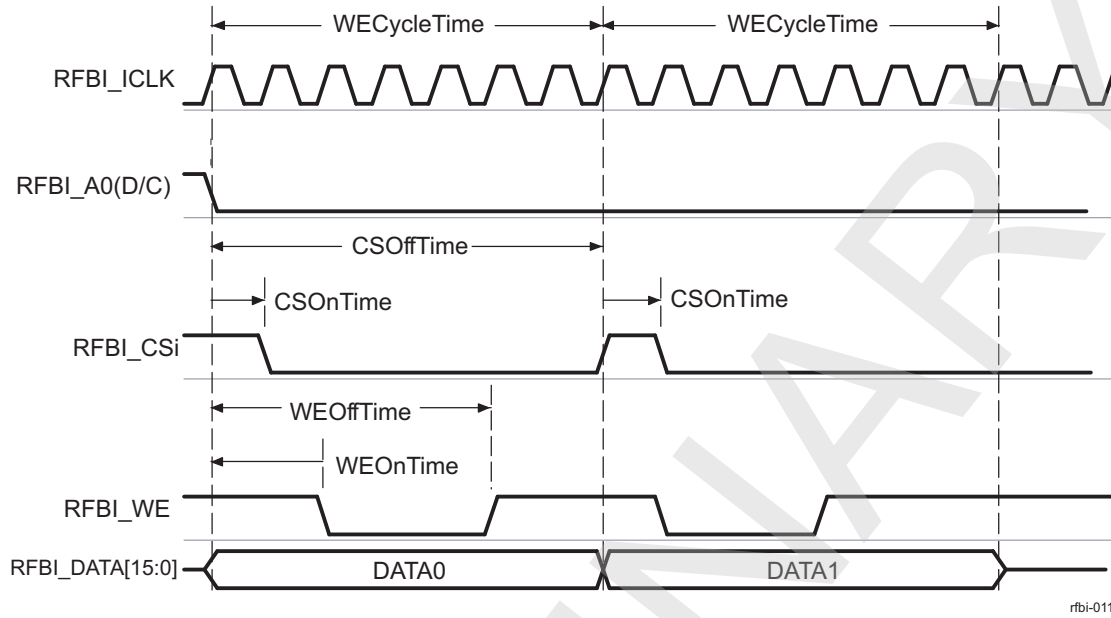 WECycleTime WECycleTime
RFBI_ICLK
RFBI_A0(D/C)
CSOffTime
CSOnTime CSOnTime
RFBI_CSi
WEOffTime
WEOnTime
RFBI_WE
RFBI_DATA[15:0] DATA0 DATA1
rfbi-011